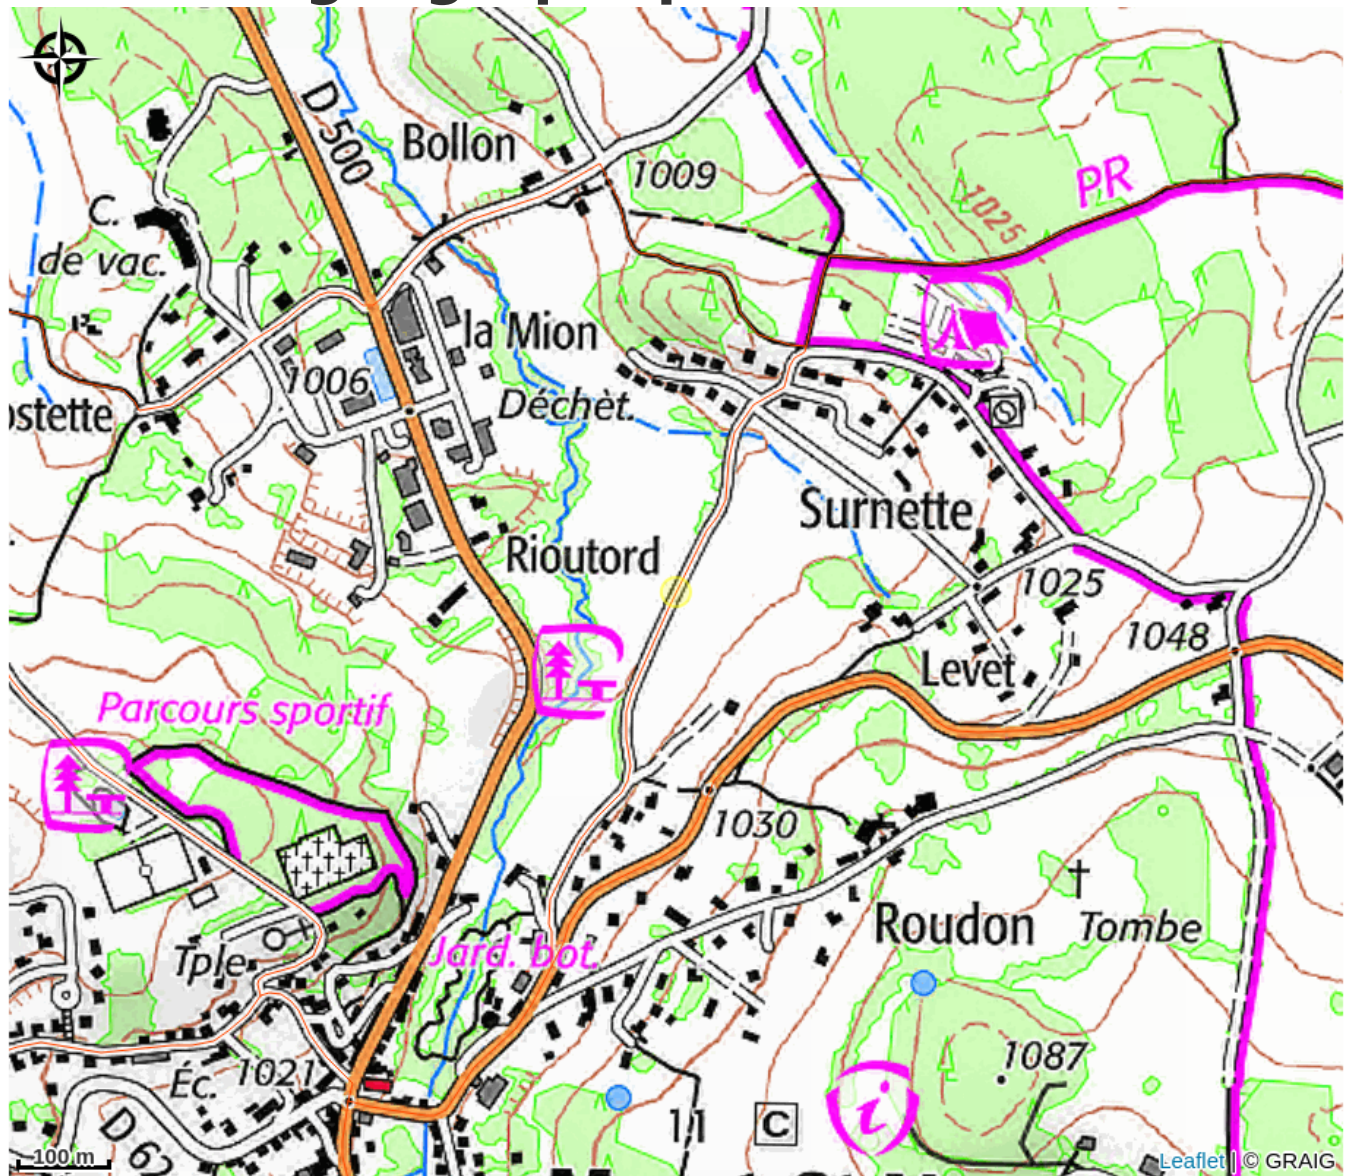 D 500
Bollon
1009
PR
1025
C.
de vac.
la Mion
1006
Déchèt.
ostette
Surnette
Rioutord
1025
1048
Levet
Parcours sportif
1030
Roudon
Tombe
Jard. bot.
Tple
1087
Éc.
1021
i
11
C
D 62
100 m
Leaflet | © GRAIG